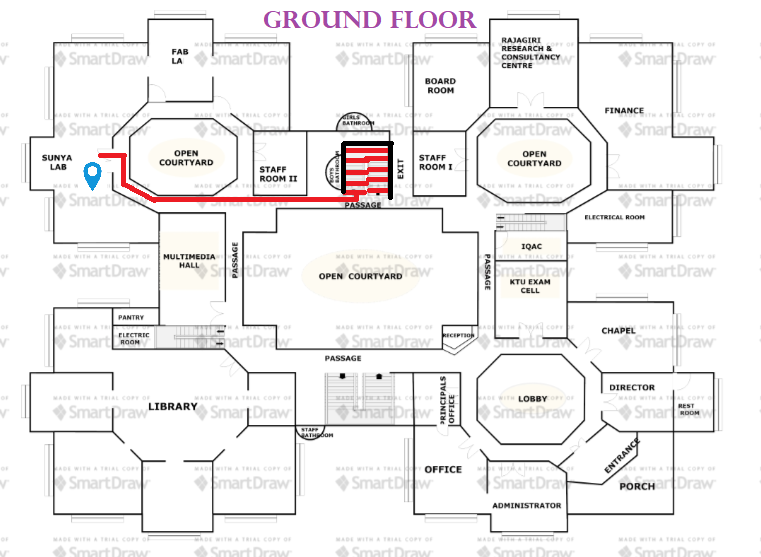 GROUND FLOOR
FAB
LA
RAJAGIRI
RESEARCH &
CONSULTANCY
CENTRE
BOARD
ROOM
FINANCE
GIRLS
BATHROOM
SUNYA
LAB
OPEN
COURTYARD
STAFF
ROOM II
BOYS
BATHROOM
EXIT
STAFF
ROOM I
OPEN
COURTYARD
PASSAGE
ELECTRICAL ROOM
MULTIMEDIA
HALL
PASSAGE
OPEN COURTYARD
PASSAGE
IQAC
KTU EXAM
CELL
PANTRY
ELECTRIC
ROOM
RECEPTION
CHAPEL
PASSAGE
LIBRARY
PRINCIPALS
OFFICE
LOBBY
DIRECTOR
REST
ROOM
STAFF
BATHROOM
OFFICE
ENTRANCE
PORCH
ADMINISTRATOR
MADE WITH A TRIAL COPY OF
SmartDraw